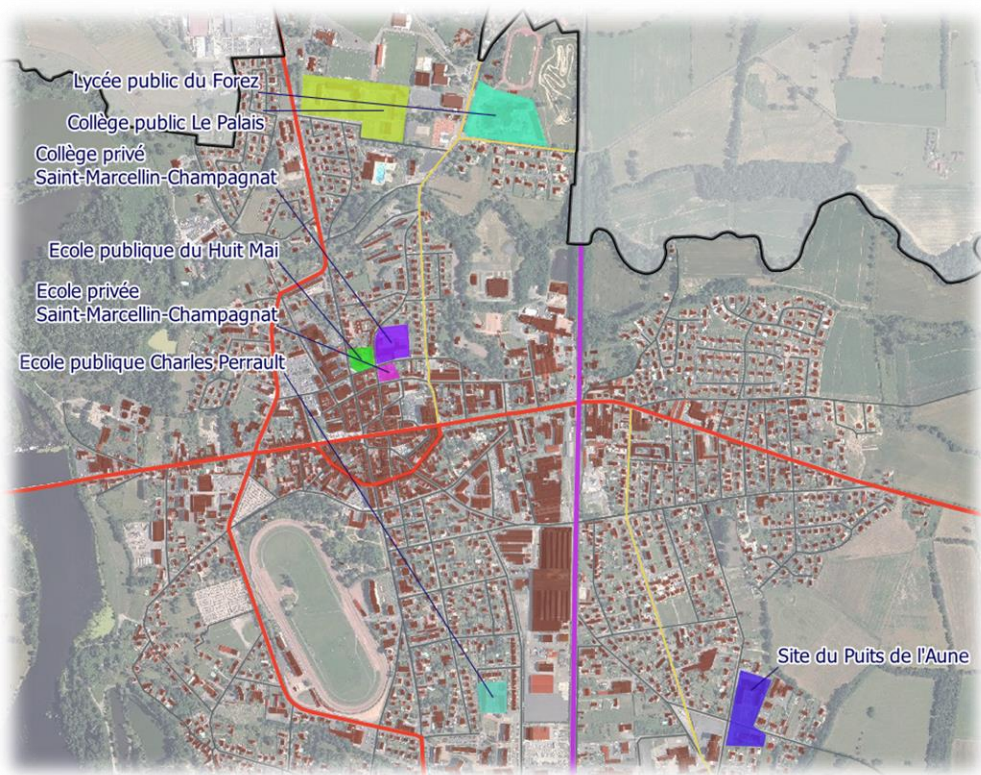 Lycée public du Forez
Collège public Le Palais
Collège privé
Saint-Marcellin-Champagnat
Ecole publique du Huit Mai
Ecole privée
Saint-Marcellin-Champagnat
Ecole publique Charles Perrault
Site du Puits de l'Aune